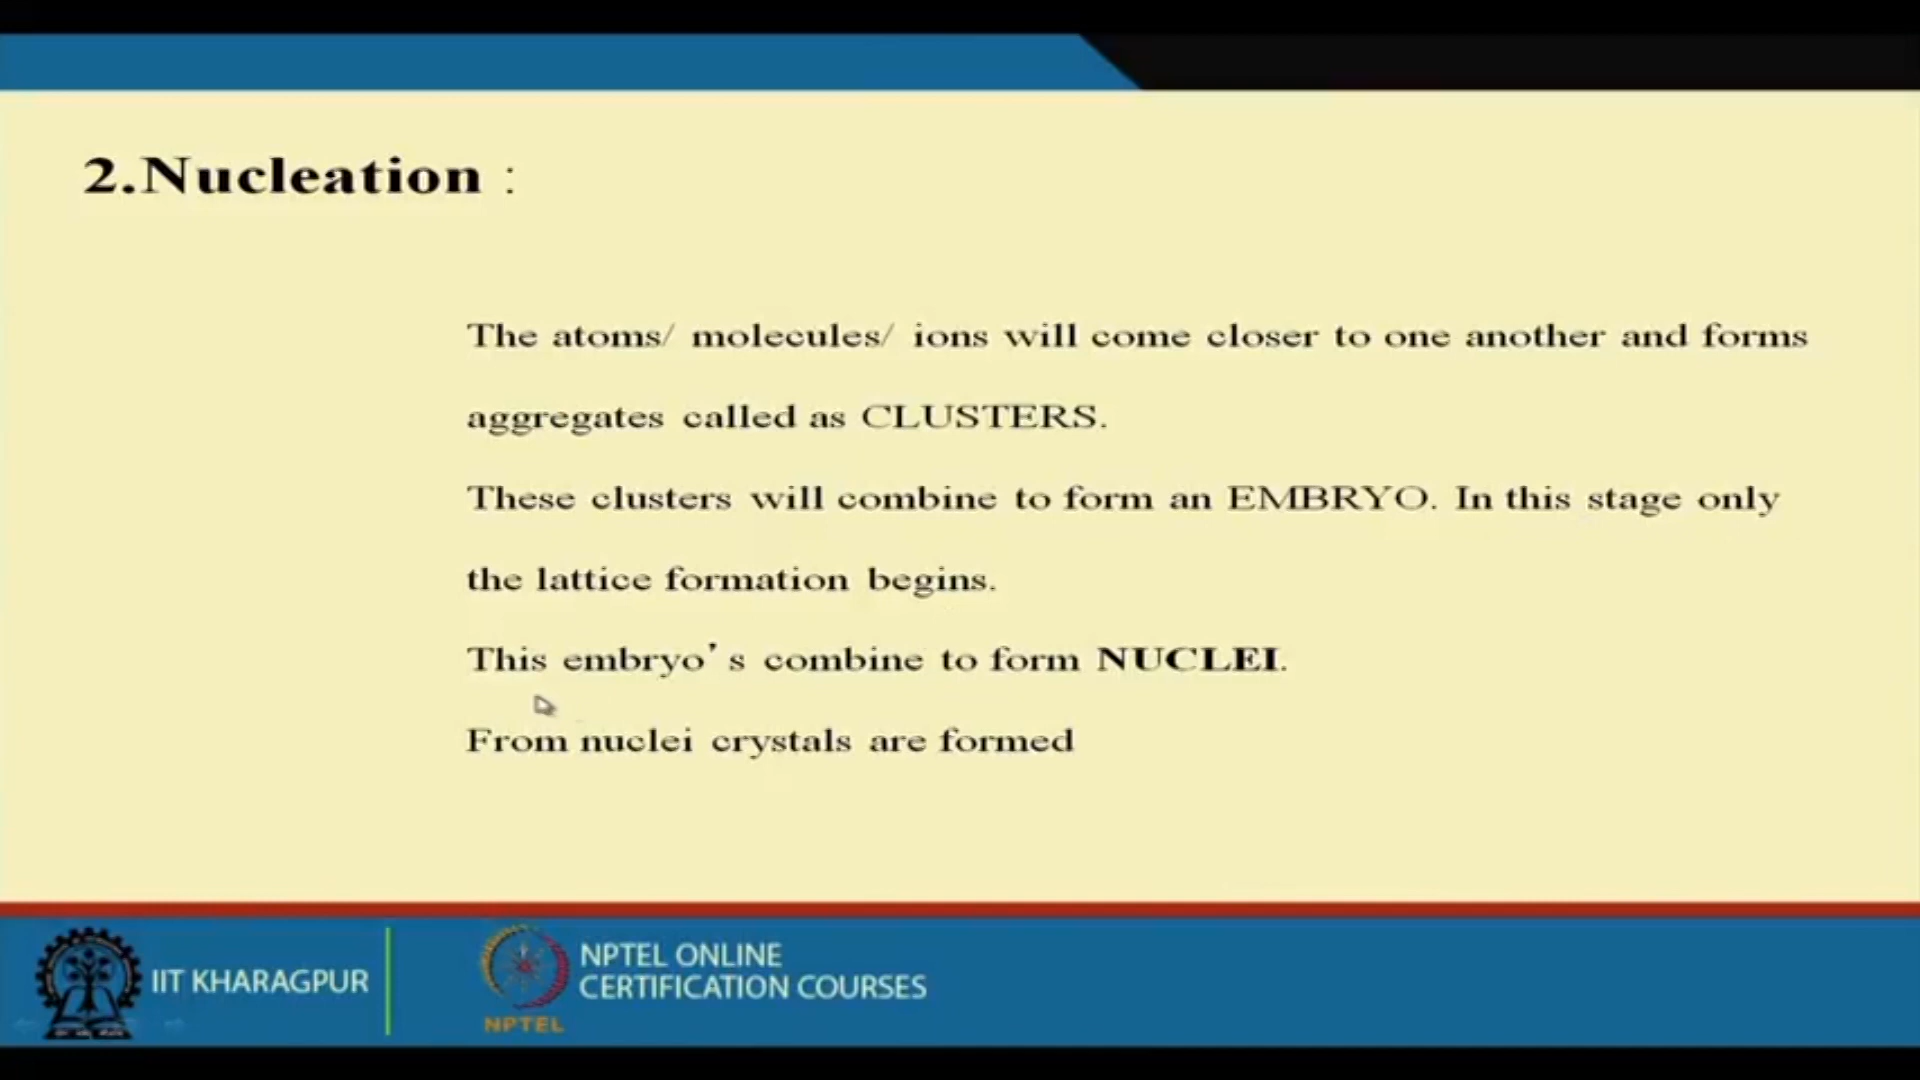 2.Nucleation :
The atoms/ molecules/ ions will come closer to one another and forms
aggregates called as CLUSTERS.
These clusters will combine to form an EMBRYO. In this stage only
the lattice formation begins.
This embryo's combine to form NUCLEI.
From nuclei crystals are formed
IIT KHARAGPUR
NPTEL
NPTEL ONLINE
CERTIFICATION COURSES